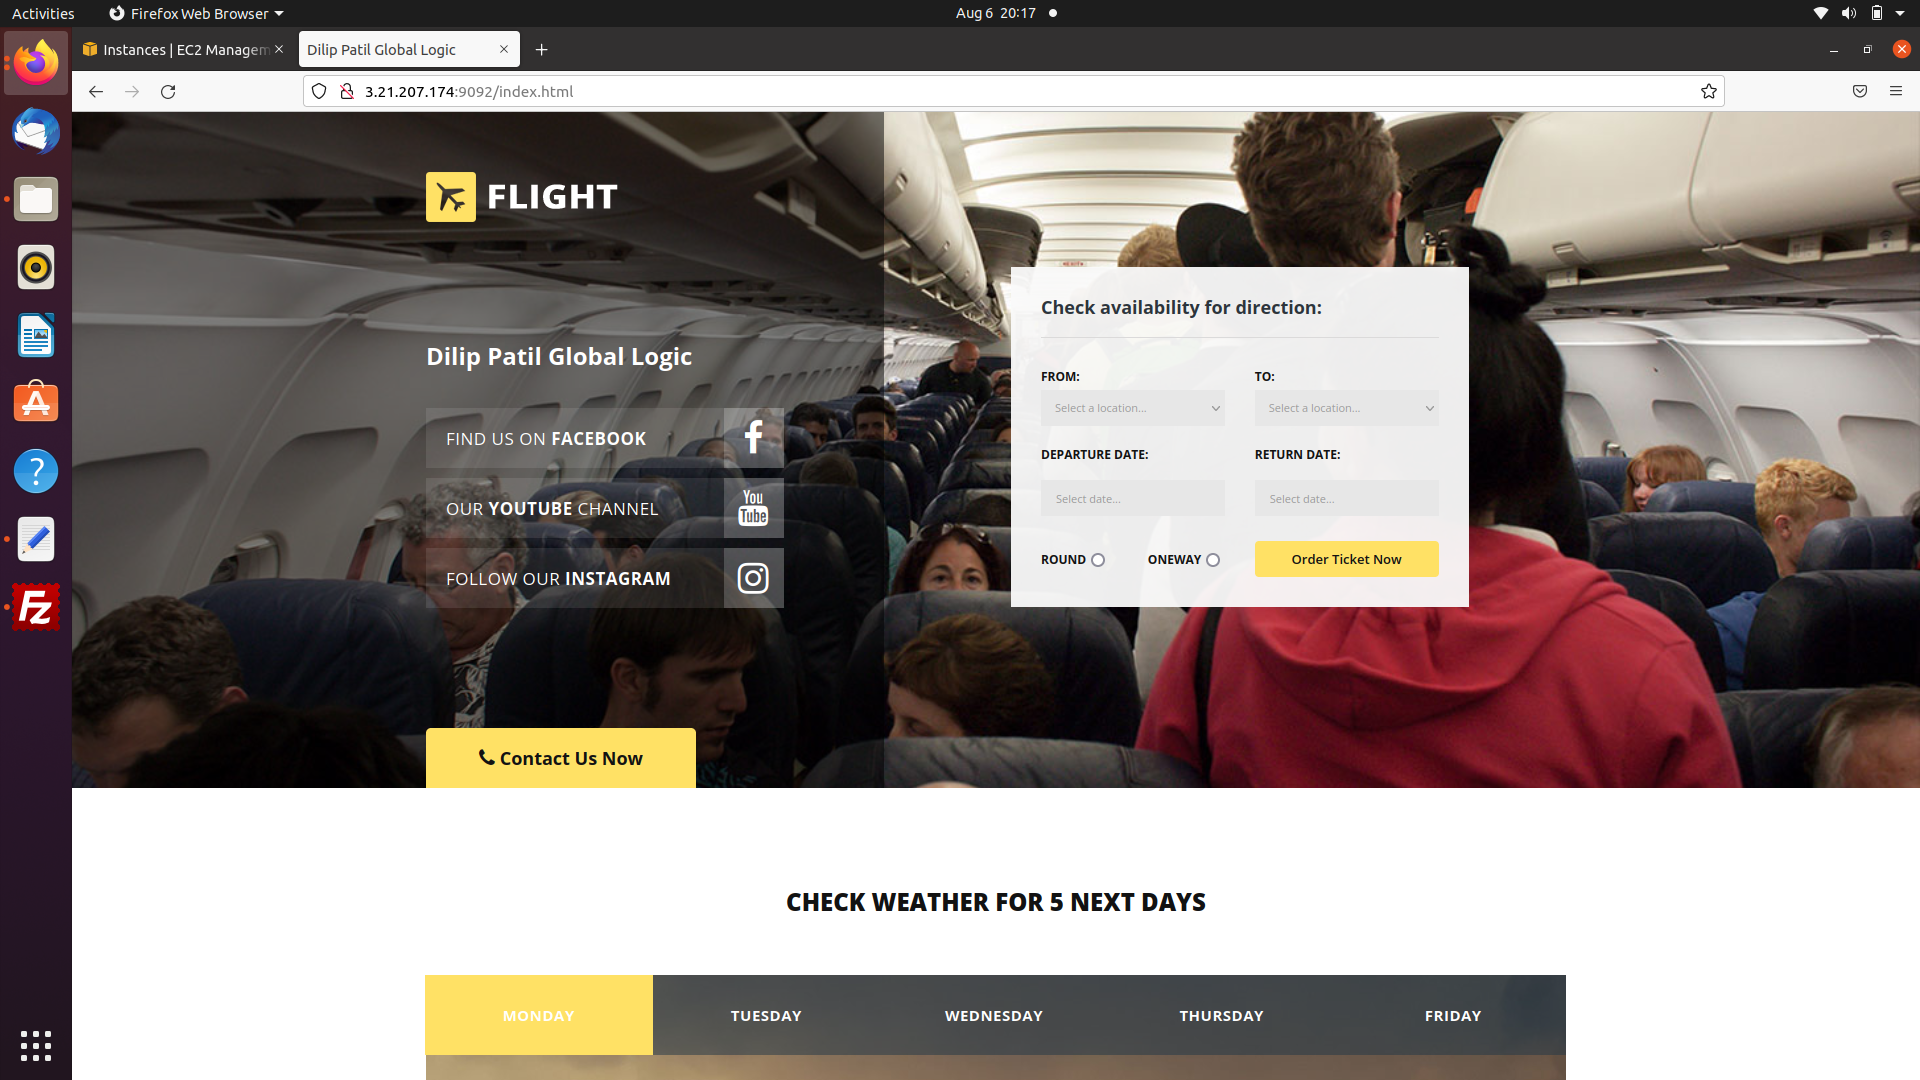 Activities
Firefox Web Browser
Aug 6 20:17
Instances | EC2 Managem
Dilip Patil Global Logic
3.21.207.174:9092/index.html
FLIGHT
Dilip Patil Global Logic
FIND US ON FACEBOOK
OUR YOUTUBE CHANNEL
You
Tube
FOLLOW OUR INSTAGRAM
Contact Us Now
Check availability for direction:
FROM:
TO:
Select a location...
Select a location...
DEPARTURE DATE:
RETURN DATE:
Select date...
Select date...
ROUND
ONEWAY
Order Ticket Now
CHECK WEATHER FOR 5 NEXT DAYS
MONDAY
TUESDAY
WEDNESDAY
THURSDAY
FRIDAY
Fz